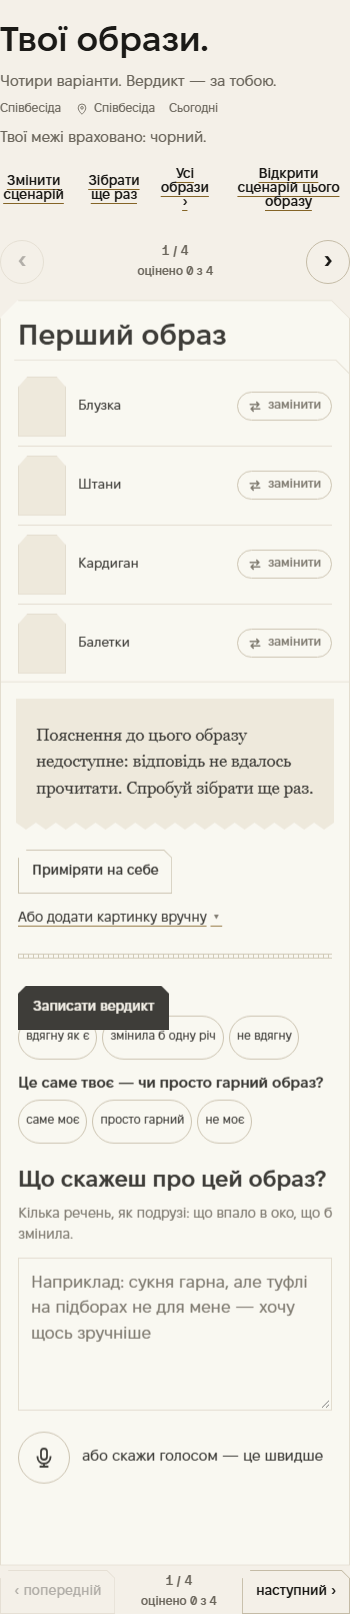 Твої образи.
Чотири варіанти. Вердикт — за тобою.
Співбесіда Співбесіда Сьогодні
Твої межі враховано: чорний.
Змінити
сценарій
Зібрати
ще раз
Усі
образи
›
Відкрити
сценарій цього
образу
‹
1 / 4
оцінено 0 з 4
›
Перший образ
Блузка
замінити
Штани
замінити
Кардиган
замінити
Балетки
замінити
Пояснення до цього образу
недоступне: відповідь не вдалось
прочитати. Спробуй зібрати ще раз.
Приміряти на себе
Або додати картинку вручну ▾
Записати вердикт
вдягну як є
змінила б одну річ
не вдягну
Це саме твоє — чи просто гарний образ?
саме моє
просто гарний
не моє
Що скажеш про цей образ?
Кілька речень, як подрузі: що впало в око, що б
змінила.
Наприклад: сукня гарна, але туфлі
на підборах не для мене — хочу
щось зручніше
або скажи голосом — це швидше
‹ попередній
1 / 4
оцінено 0 з 4
наступний ›